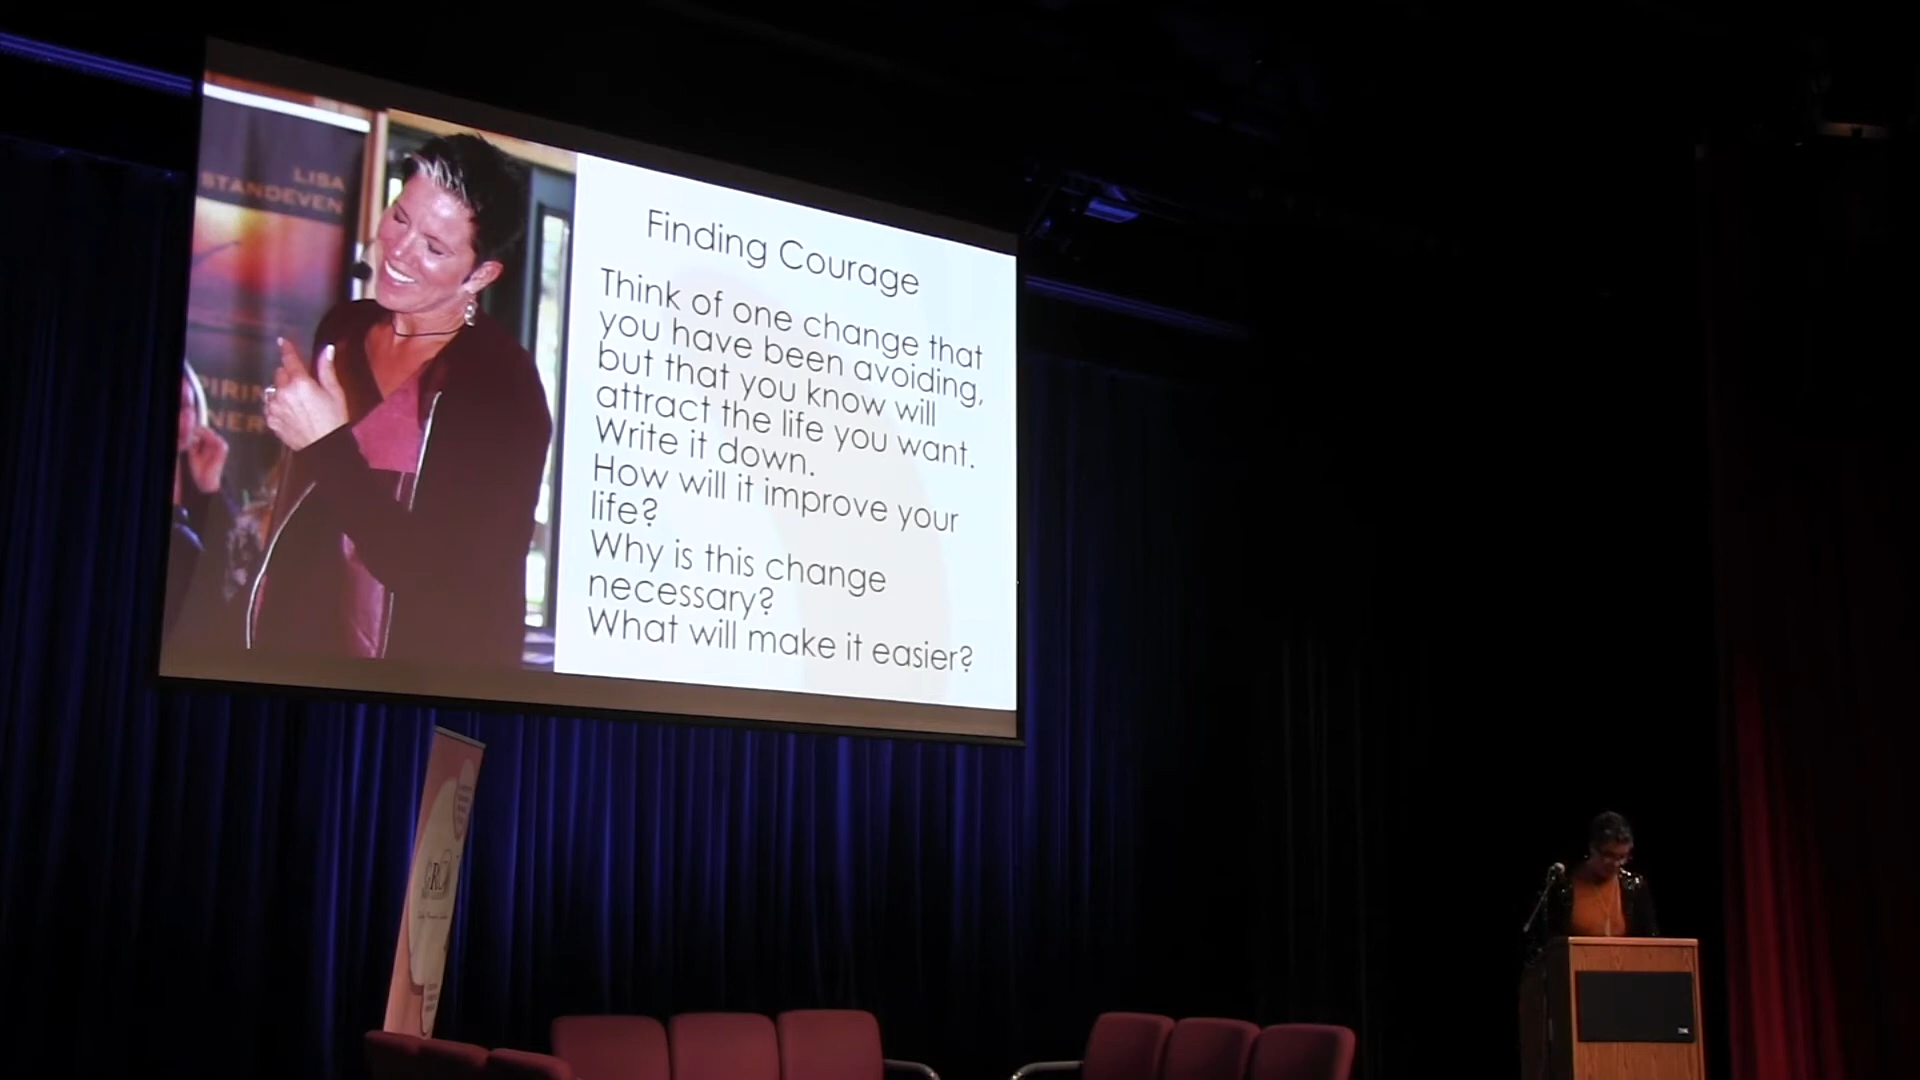 LISA
STANDEVEN
PIRIN
NER
Finding Courage
Think of one change that
you have been avoiding,
but that you know will
attract the life you want.
Write it down.
How will it improve your
life?
Why is this change
necessary?
What will make it easier?